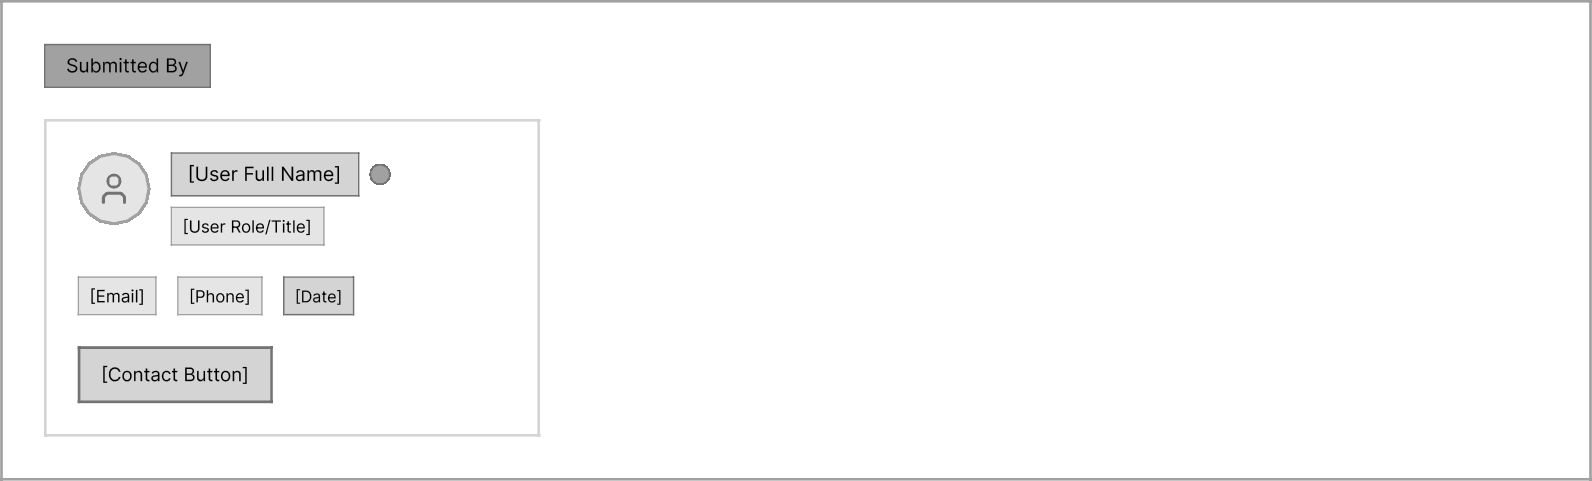 Submitted By
[User Full Name]
[User Role/Title]
[Email] [Phone] [Date]
[Contact Button]